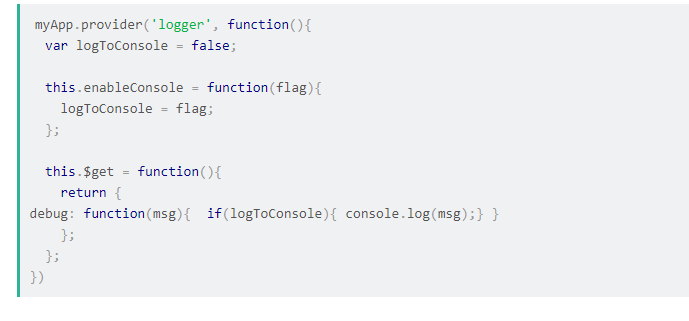 myApp.provider('logger', function(){
  var logToConsole = false;

  this.enableConsole = function(flag){
    logToConsole = flag;
  };

  this.$get = function(){
    return {
debug: function(msg){  if(logToConsole){ console.log(msg);} }
    };
  };
})